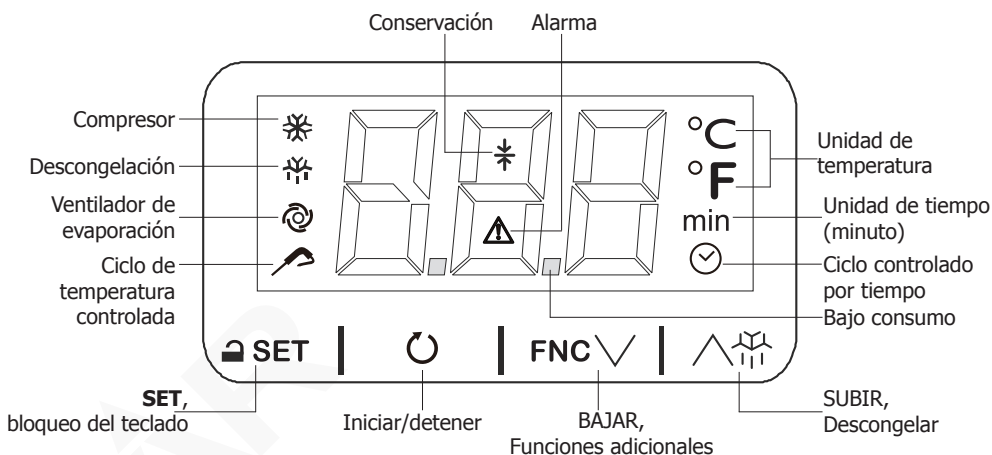 Conservación
Alarma
Compresor
Descongelación
Ventilador de
evaporación
Ciclo de
temperatura
controlada
°C
°F
min
Unidad de
temperatura
Unidad de tiempo
(minuto)
Ciclo controlado
por tiempo
Bajo consumo
SET
FNC
SET,
bloqueo del teclado
Iniciar/detener
BAJAR,
Funciones adicionales
SUBIR,
Descongelar